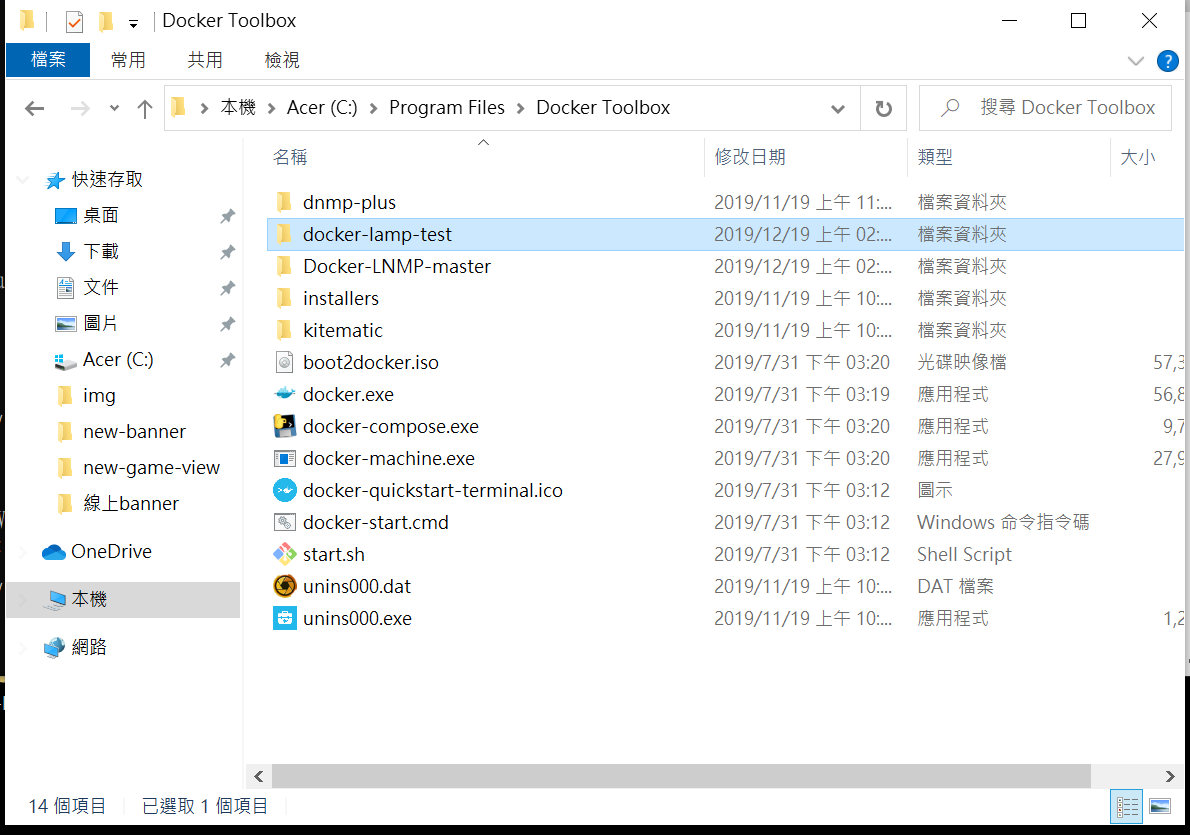 Docker Toolbox
檔案 常用 共用 檢視
本機 Acer (C:) Program Files Docker Toolbox 搜尋 Docker Toolbox
名稱 修改日期 類型 大小
快速存取
桌面
下載
文件
圖片
Acer (C:)
img
new-banner
new-game-view
線上banner
OneDrive
本機
網路
dnmp-plus 2019/11/19 上午 11:... 檔案資料夾
docker-lamp-test 2019/12/19 上午 02:... 檔案資料夾
Docker-LNMP-master 2019/12/19 上午 02:... 檔案資料夾
installers 2019/11/19 上午 10:... 檔案資料夾
kitematic 2019/11/19 上午 10:... 檔案資料夾
boot2docker.iso 2019/7/31 下午 03:20 光碟映像檔 57,3
docker.exe 2019/7/31 下午 03:19 應用程式 56,8
docker-compose.exe 2019/7/31 下午 03:20 應用程式 9,7
docker-machine.exe 2019/7/31 下午 03:20 應用程式 27,9
docker-quickstart-terminal.ico 2019/7/31 下午 03:12 圖示
docker-start.cmd 2019/7/31 下午 03:12 Windows 命令指令碼
start.sh 2019/7/31 下午 03:12 Shell Script
unins000.dat 2019/11/19 上午 10:... DAT 檔案
unins000.exe 2019/11/19 上午 10:... 應用程式 1,2
14 個項目 已選取 1 個項目